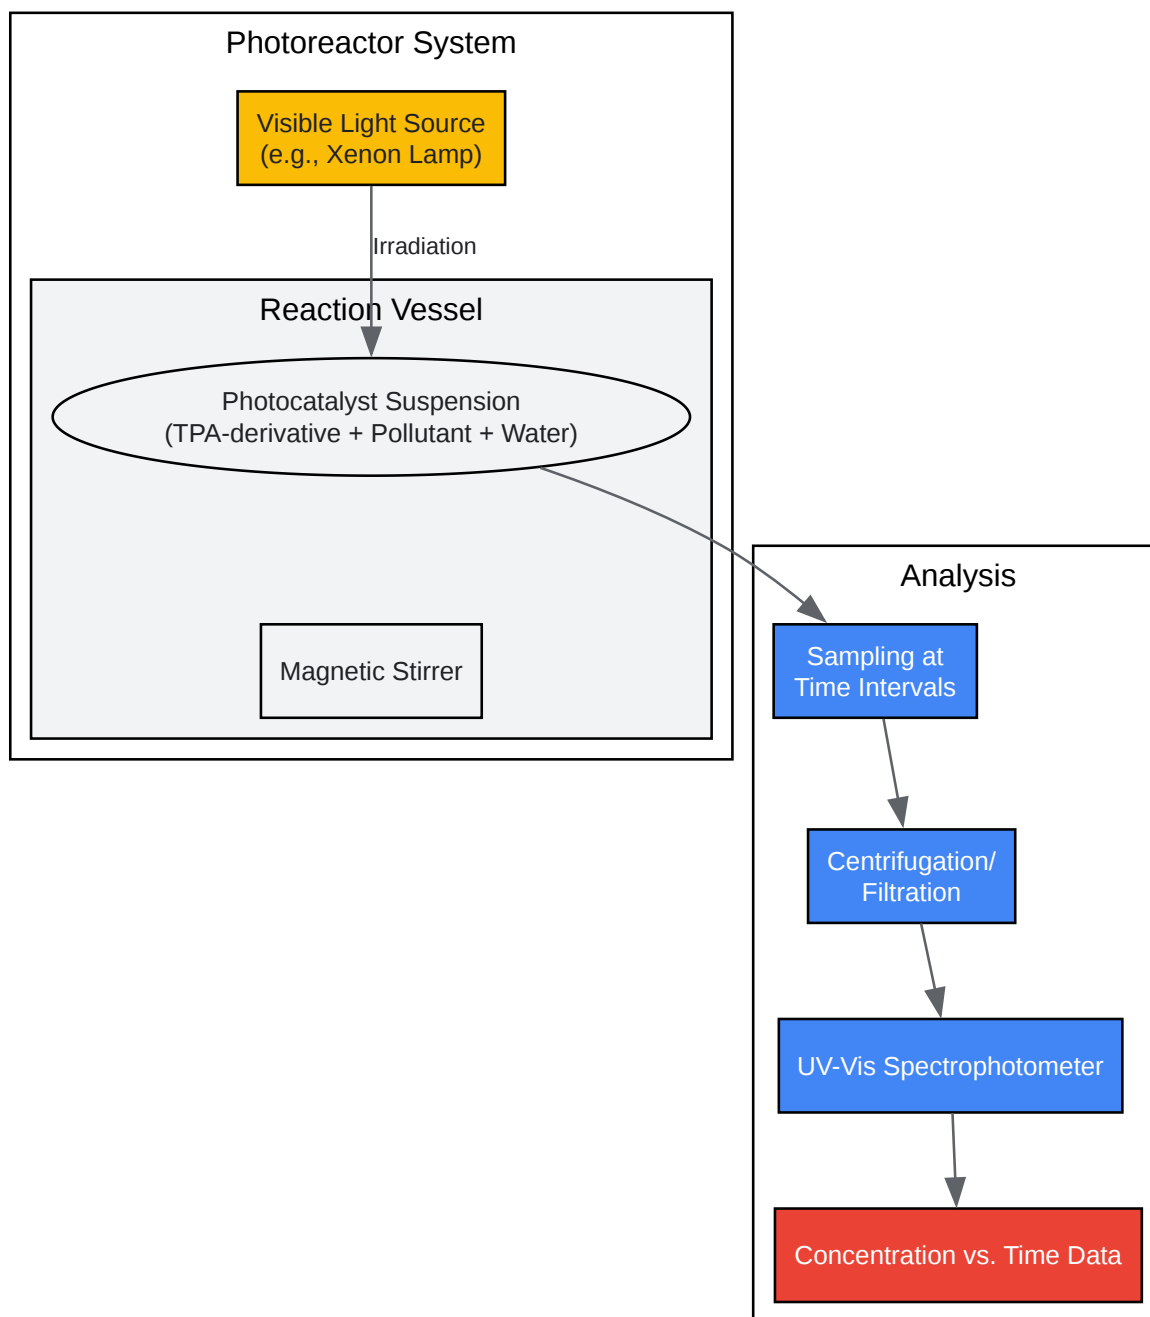 Photoreactor System
Visible Light Source
(e.g., Xenon Lamp)
Irradiation
Reaction Vessel
Photocatalyst Suspension
(TPA-derivative + Pollutant + Water)
Magnetic Stirrer
Analysis
Sampling at
Time Intervals
Centrifugation/
Filtration
UV-Vis Spectrophotometer
Concentration vs. Time Data